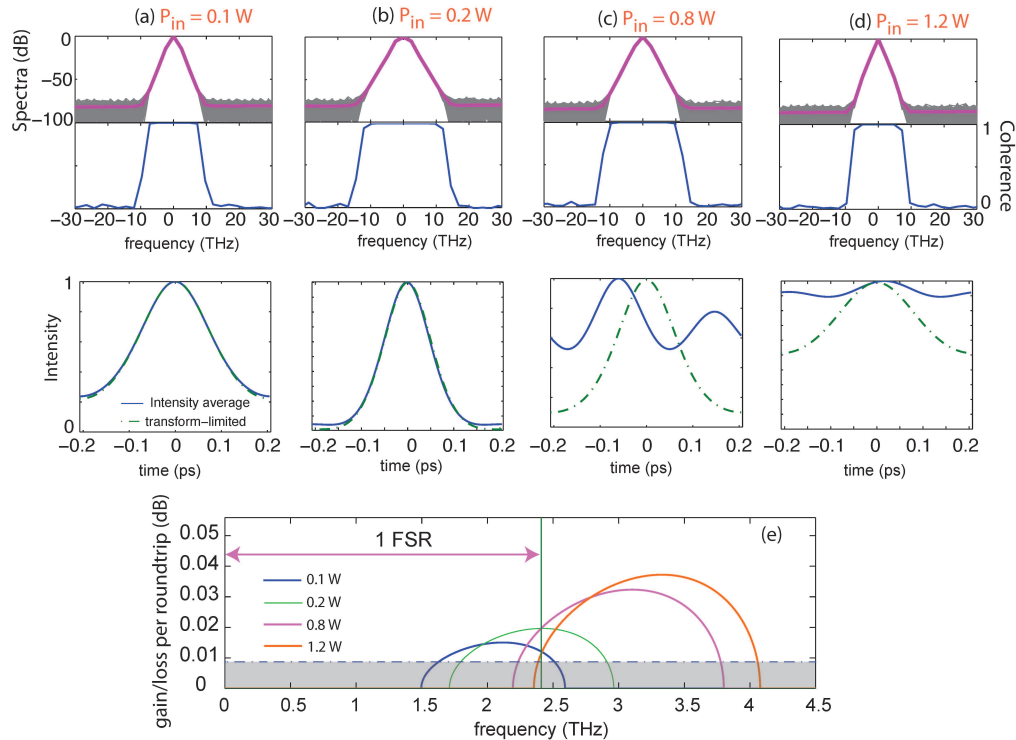 (a) P_in = 0.1 W
(b) P_in = 0.2 W
(c) P_in = 0.8 W
(d) P_in = 1.2 W
Spectra (dB)
0
−50
−100
1
0
Coherence
−30 −20 −10 0 10 20 30
−30 −20 −10 0 10 20 30
−30 −20 −10 0 10 20 30
−30 −20 −10 0 10 20 30
frequency (THz)
frequency (THz)
frequency (THz)
frequency (THz)
Intensity
1
0
Intensity average
transform−limited
−0.2 −0.1 0 0.1 0.2
−0.2 −0.1 0 0.1 0.2
−0.2 −0.1 0 0.1 0.2
−0.2 −0.1 0 0.1 0.2
time (ps)
time (ps)
time (ps)
time (ps)
gain/loss per roundtrip (dB)
0.05
0.04
0.03
0.02
0.01
0
(e)
1 FSR
0.1 W
0.2 W
0.8 W
1.2 W
0 0.5 1 1.5 2 2.5 3 3.5 4 4.5
frequency (THz)